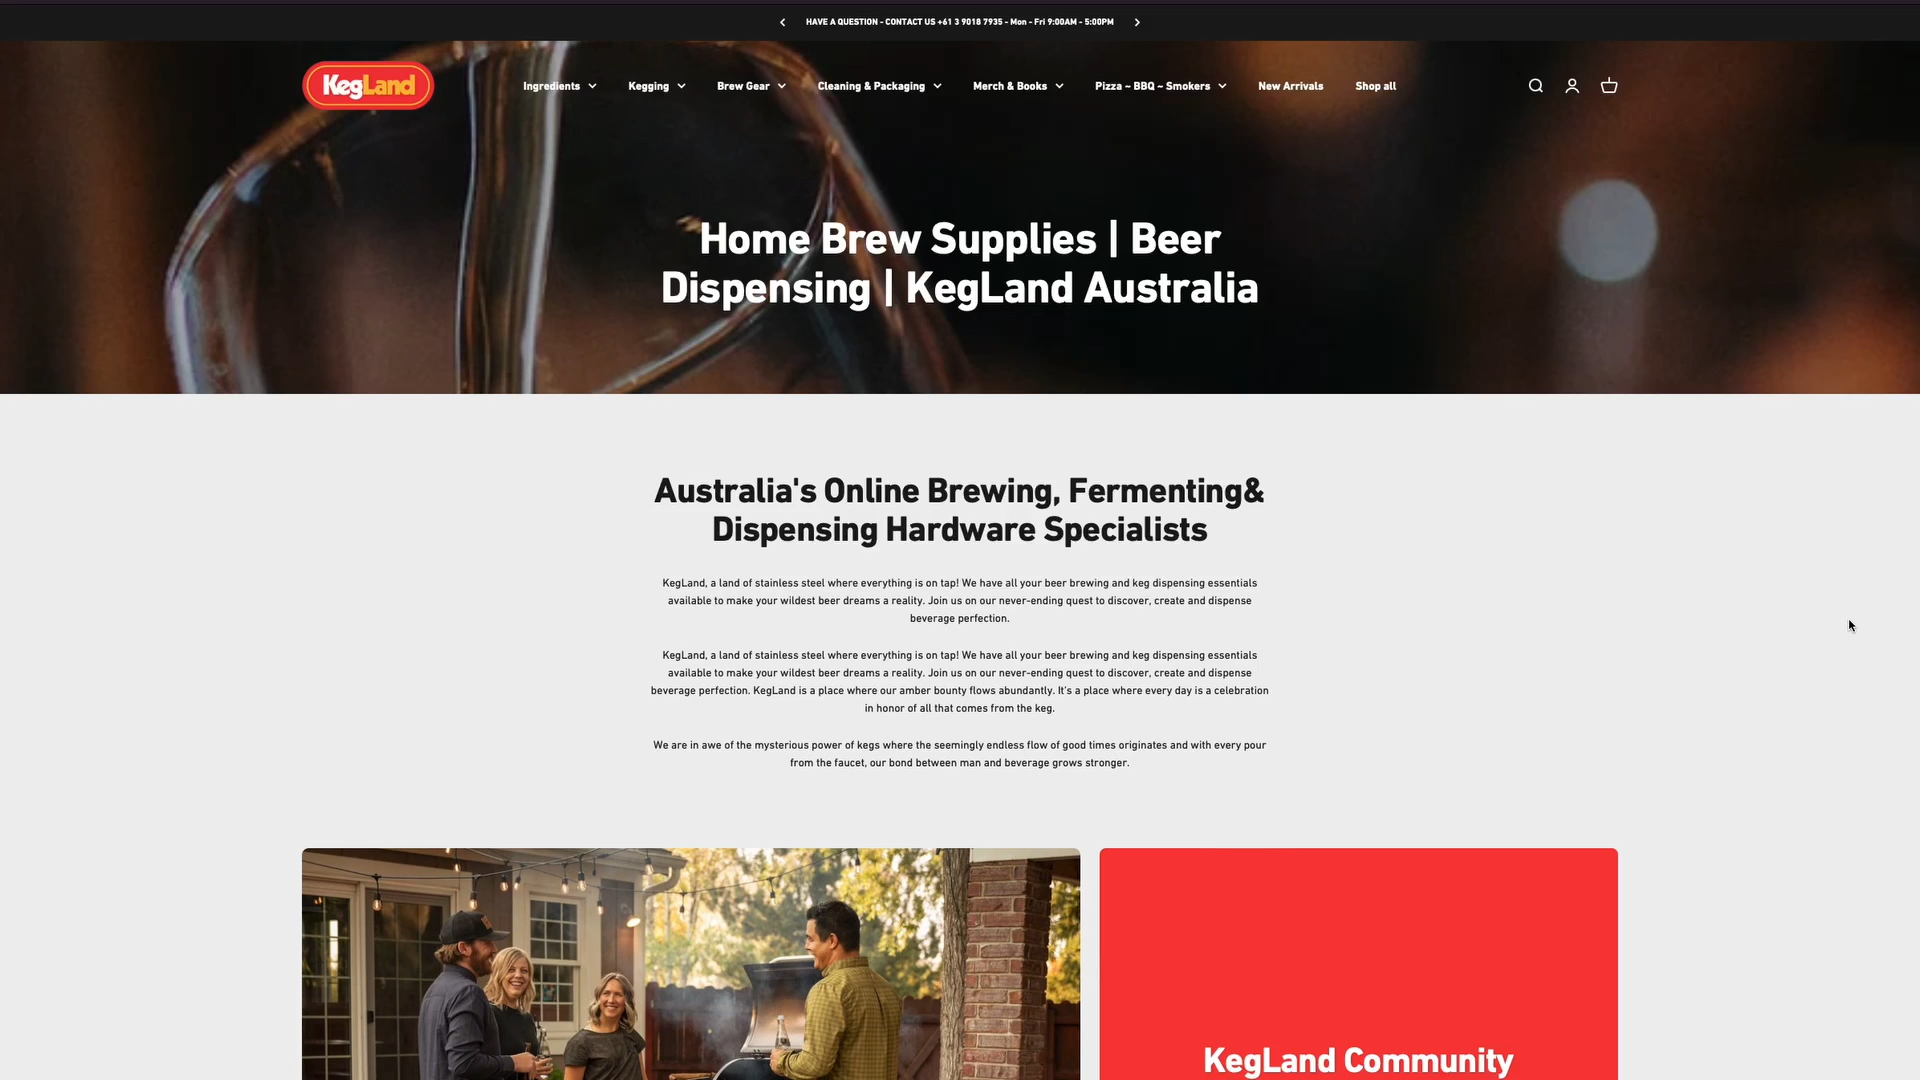 HAVE A QUESTION - CONTACT US +61 3 9018 7935 - Mon - Fri 9:00AM - 5:00PM
KegLand
Ingredients
Kegging
Brew Gear
Cleaning & Packaging
Merch & Books
Pizza ~ BBQ ~ Smokers
New Arrivals
Shop all
Home Brew Supplies | Beer
Dispensing | KegLand Australia
Australia's Online Brewing, Fermenting&
Dispensing Hardware Specialists
KegLand, a land of stainless steel where everything is on tap! We have all your beer brewing and keg dispensing essentials
available to make your wildest beer dreams a reality. Join us on our never-ending quest to discover, create and dispense
beverage perfection.
KegLand, a land of stainless steel where everything is on tap! We have all your beer brewing and keg dispensing essentials
available to make your wildest beer dreams a reality. Join us on our never-ending quest to discover, create and dispense
beverage perfection. KegLand is a place where our amber bounty flows abundantly. It's a place where every day is a celebration
in honor of all that comes from the keg.
We are in awe of the mysterious power of kegs where the seemingly endless flow of good times originates and with every pour
from the faucet, our bond between man and beverage grows stronger.
KegLand Community